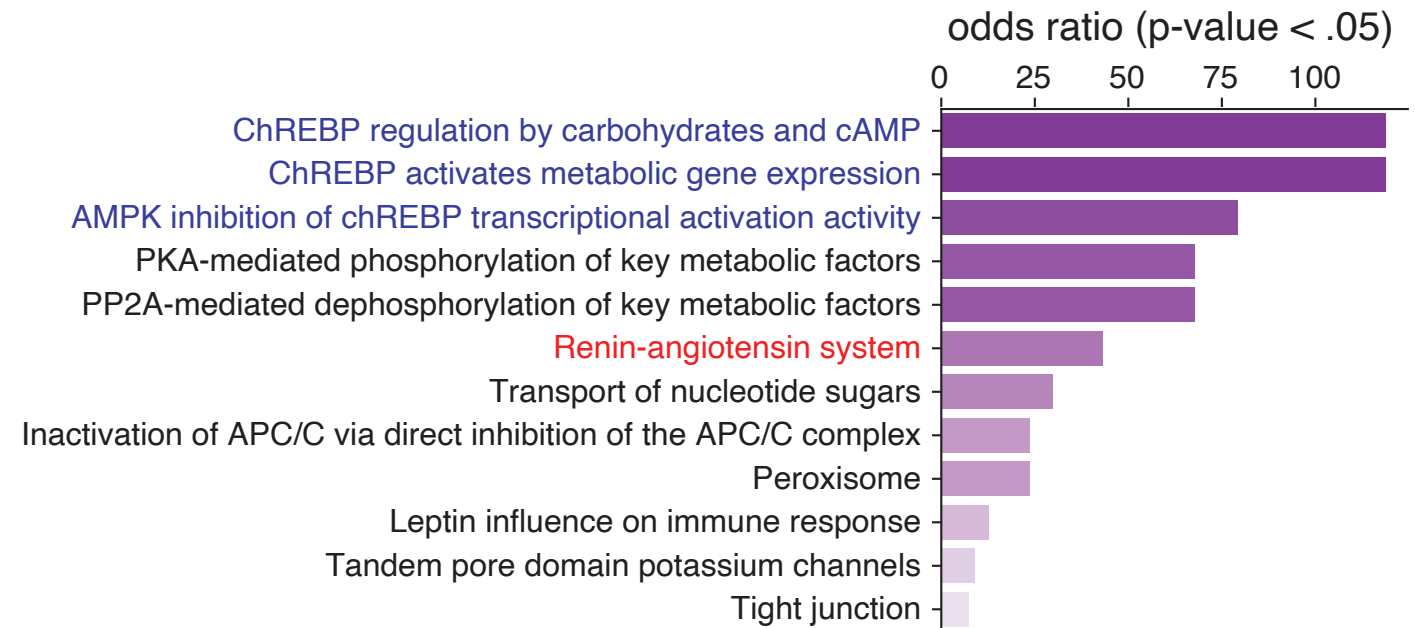 odds ratio (p-value < .05)
0 25 50 75 100
ChREBP regulation by carbohydrates and cAMP
ChREBP activates metabolic gene expression
AMPK inhibition of chREBP transcriptional activation activity
PKA-mediated phosphorylation of key metabolic factors
PP2A-mediated dephosphorylation of key metabolic factors
Renin-angiotensin system
Transport of nucleotide sugars
Inactivation of APC/C via direct inhibition of the APC/C complex
Peroxisome
Leptin influence on immune response
Tandem pore domain potassium channels
Tight junction